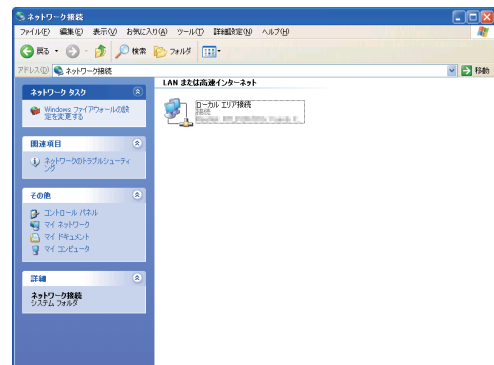 ネットワーク接続
ファイル(F) 編集(E) 表示(V) お気に入り(A) ツール(T) 詳細設定(N) ヘルプ(H)
戻る 検索 フォルダ
アドレス(D) ネットワーク接続 移動
ネットワーク タスク
Windows ファイアウォールの設
定を変更する
関連項目
ネットワークのトラブルシューティ
ング
その他
コントロール パネル
マイ ネットワーク
マイ ドキュメント
マイ コンピュータ
詳細
ネットワーク接続
システム フォルダ
LAN または高速インターネット
ローカル エリア接続
接続